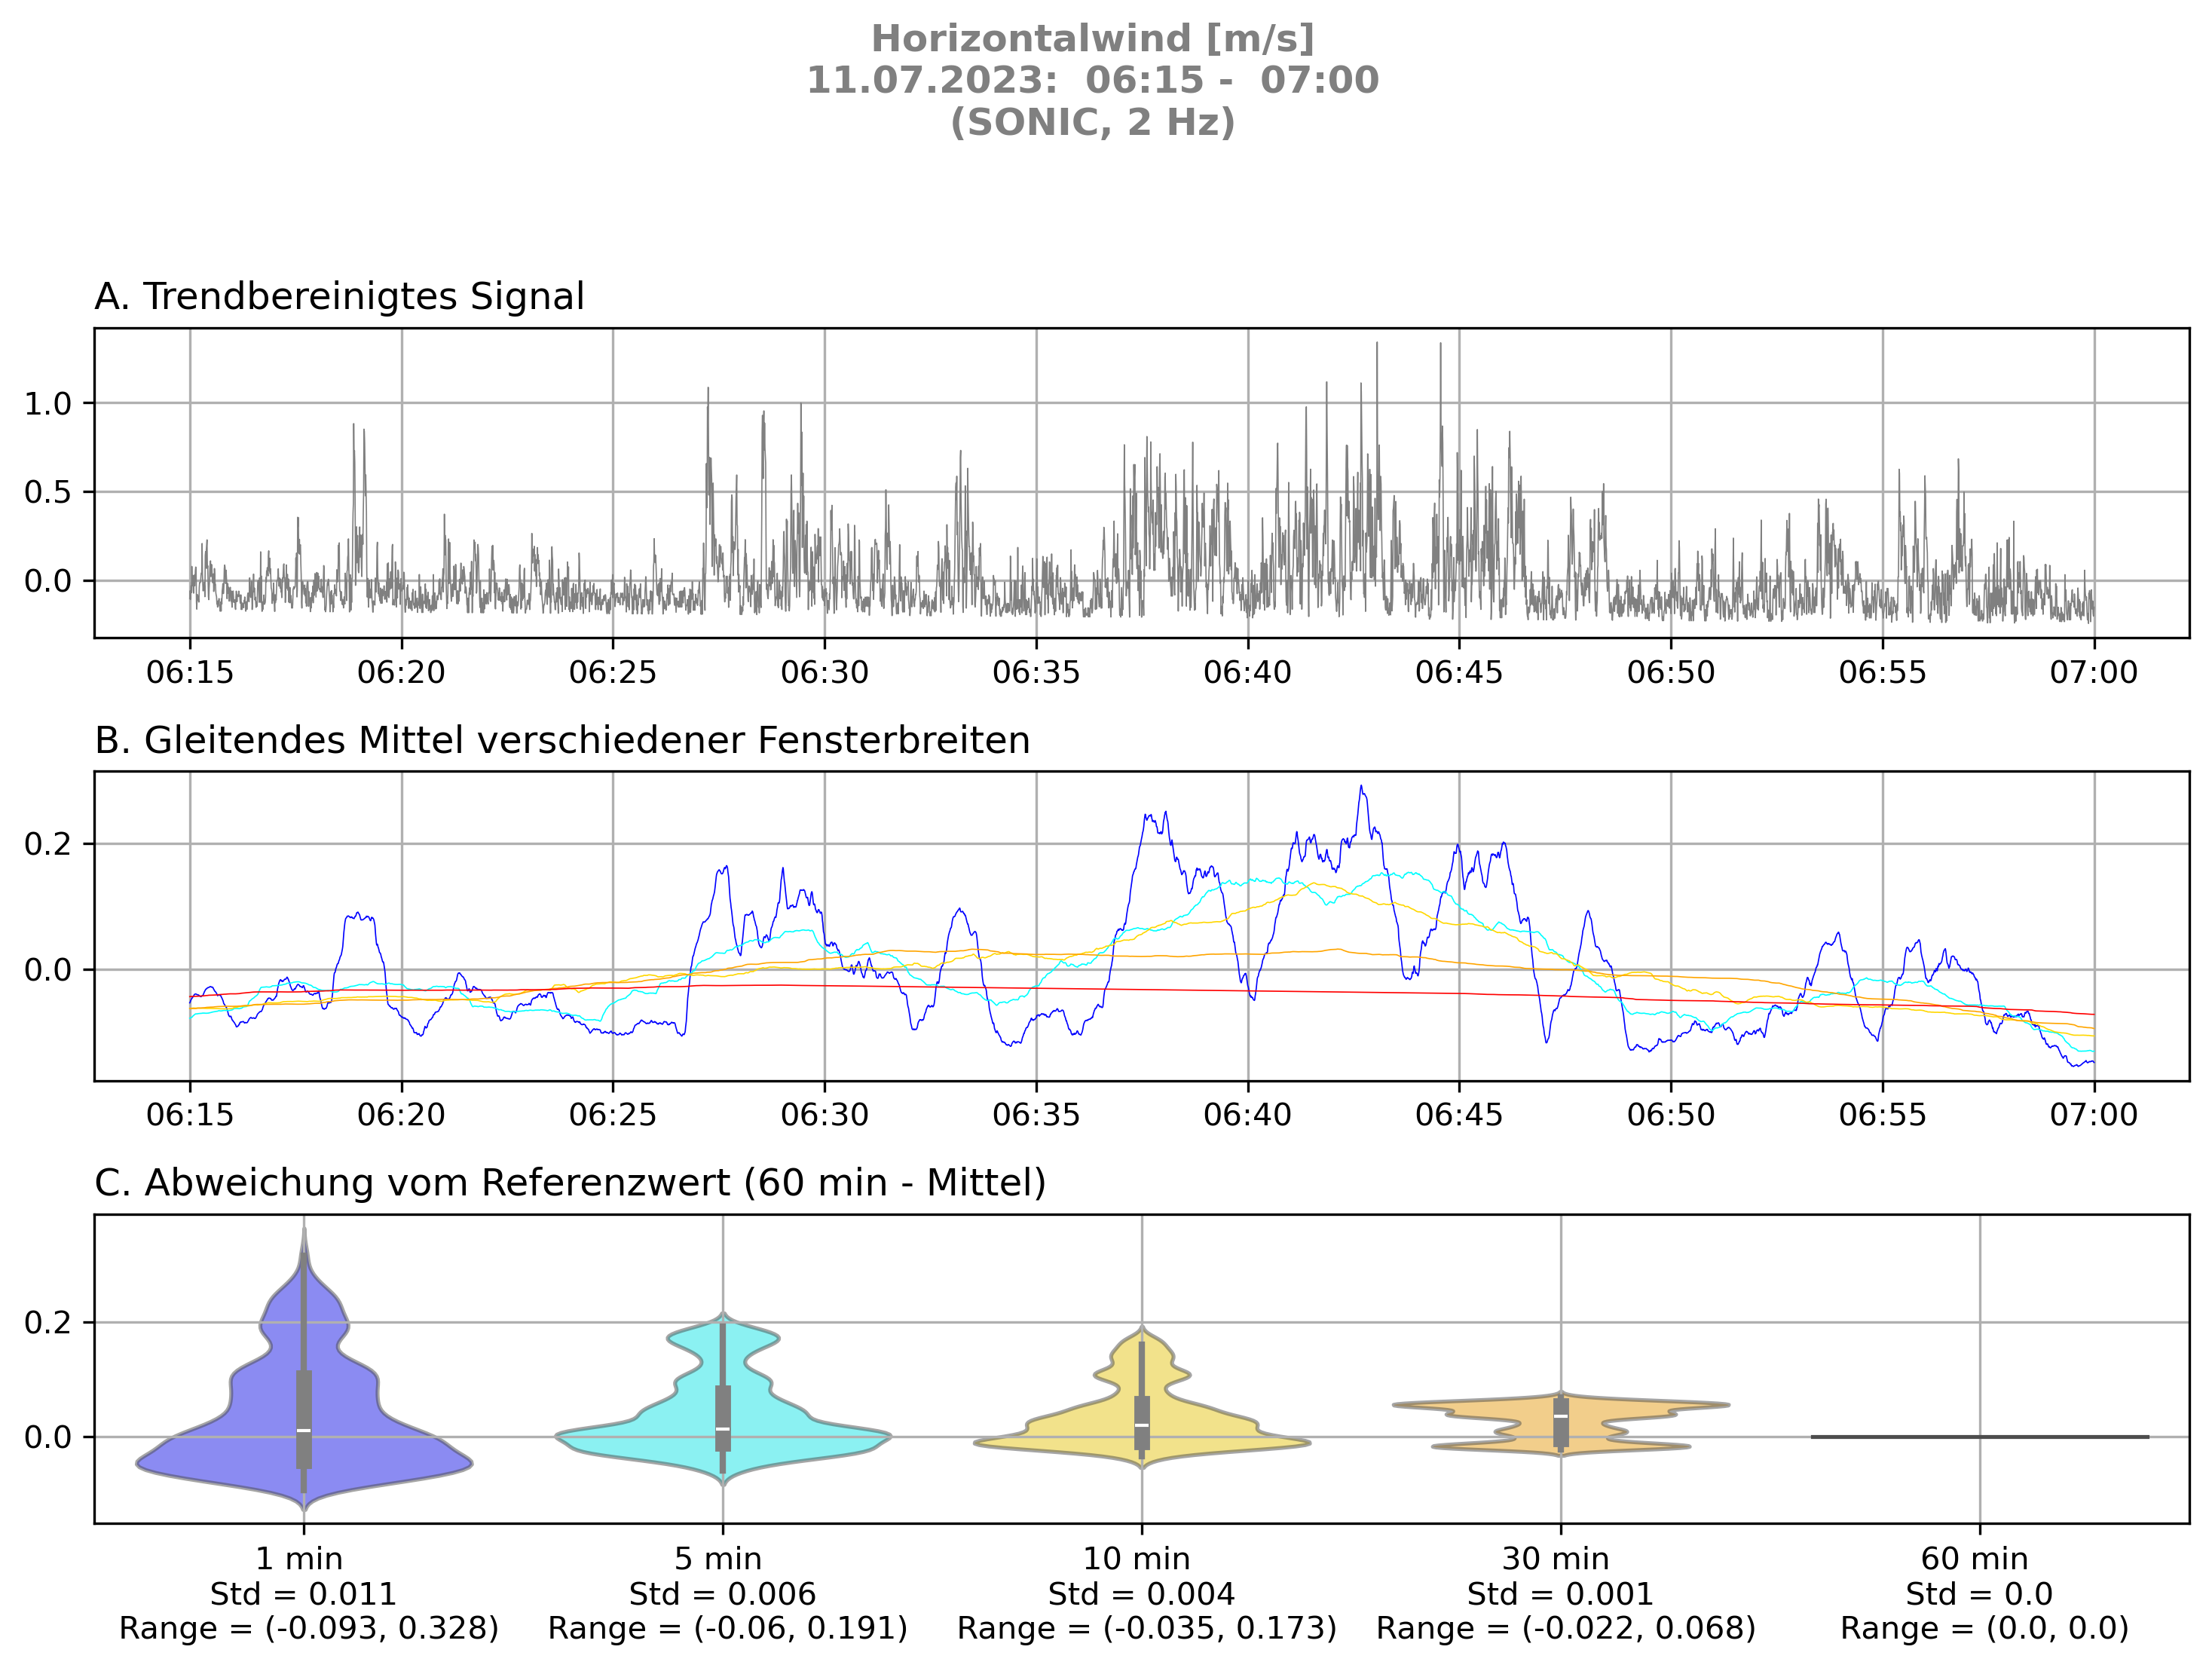 Horizontalwind [m/s]
11.07.2023:  06:15 -  07:00
(SONIC, 2 Hz)
A. Trendbereinigtes Signal
1.0
0.5
0.0
06:15 06:20 06:25 06:30 06:35 06:40 06:45 06:50 06:55 07:00
B. Gleitendes Mittel verschiedener Fensterbreiten
0.2
0.0
06:15 06:20 06:25 06:30 06:35 06:40 06:45 06:50 06:55 07:00
C. Abweichung vom Referenzwert (60 min - Mittel)
0.2
0.0
1 min 5 min 10 min 30 min 60 min
Std = 0.011 Std = 0.006 Std = 0.004 Std = 0.001 Std = 0.0
Range = (-0.093, 0.328) Range = (-0.06, 0.191) Range = (-0.035, 0.173) Range = (-0.022, 0.068) Range = (0.0, 0.0)